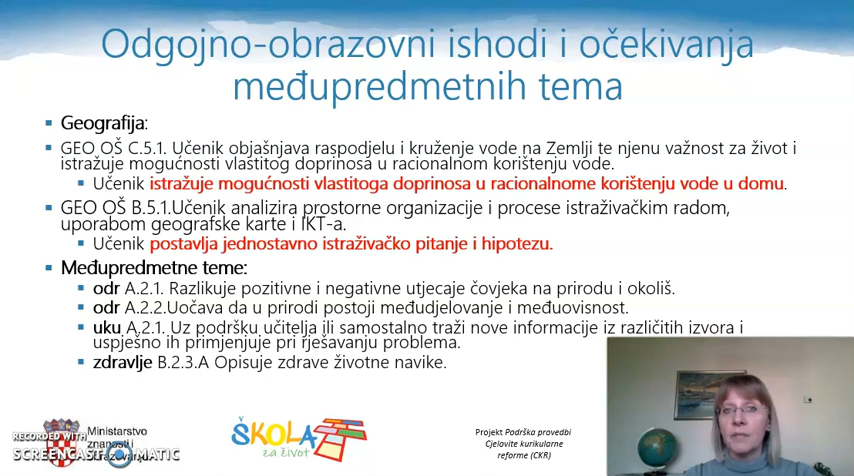 Odgojno-obrazovni ishodi i očekivanja
međupredmetnih tema
Geografija:
GEO OŠ C.5.1. Učenik objašnjava raspodjelu i kruženje vode na Zemlji te njenu važnost za život i
istražuje mogućnosti vlastitog doprinosa u racionalnom korištenju vode.
Učenik istražuje mogućnosti vlastitoga doprinosa u racionalnome korištenju vode u domu.
GEO OŠ B.5.1.Učenik analizira prostorne organizacije i procese istraživačkim radom,
uporabom geografske karte i IKT-a.
Učenik postavlja jednostavno istraživačko pitanje i hipotezu.
Međupredmetne teme:
odr A.2.1. Razlikuje pozitivne i negativne utjecaje čovjeka na prirodu i okoliš.
odr A.2.2.Uočava da u prirodi postoji međudjelovanje i međuovisnost.
uku A.2.1. Uz podršku učitelja ili samostalno traži nove informacije iz različitih izvora i
uspješno ih primjenjuje pri rješavanju problema.
zdravlje B.2.3.A Opisuje zdrave životne navike.
Ministarstvo
znanosti i
RECORDED WITH
SCREENCAST MATIC
ŠKOLA
za život
Projekt Podrška provedbi
Cjelovite kurikularne
reforme (CKR)